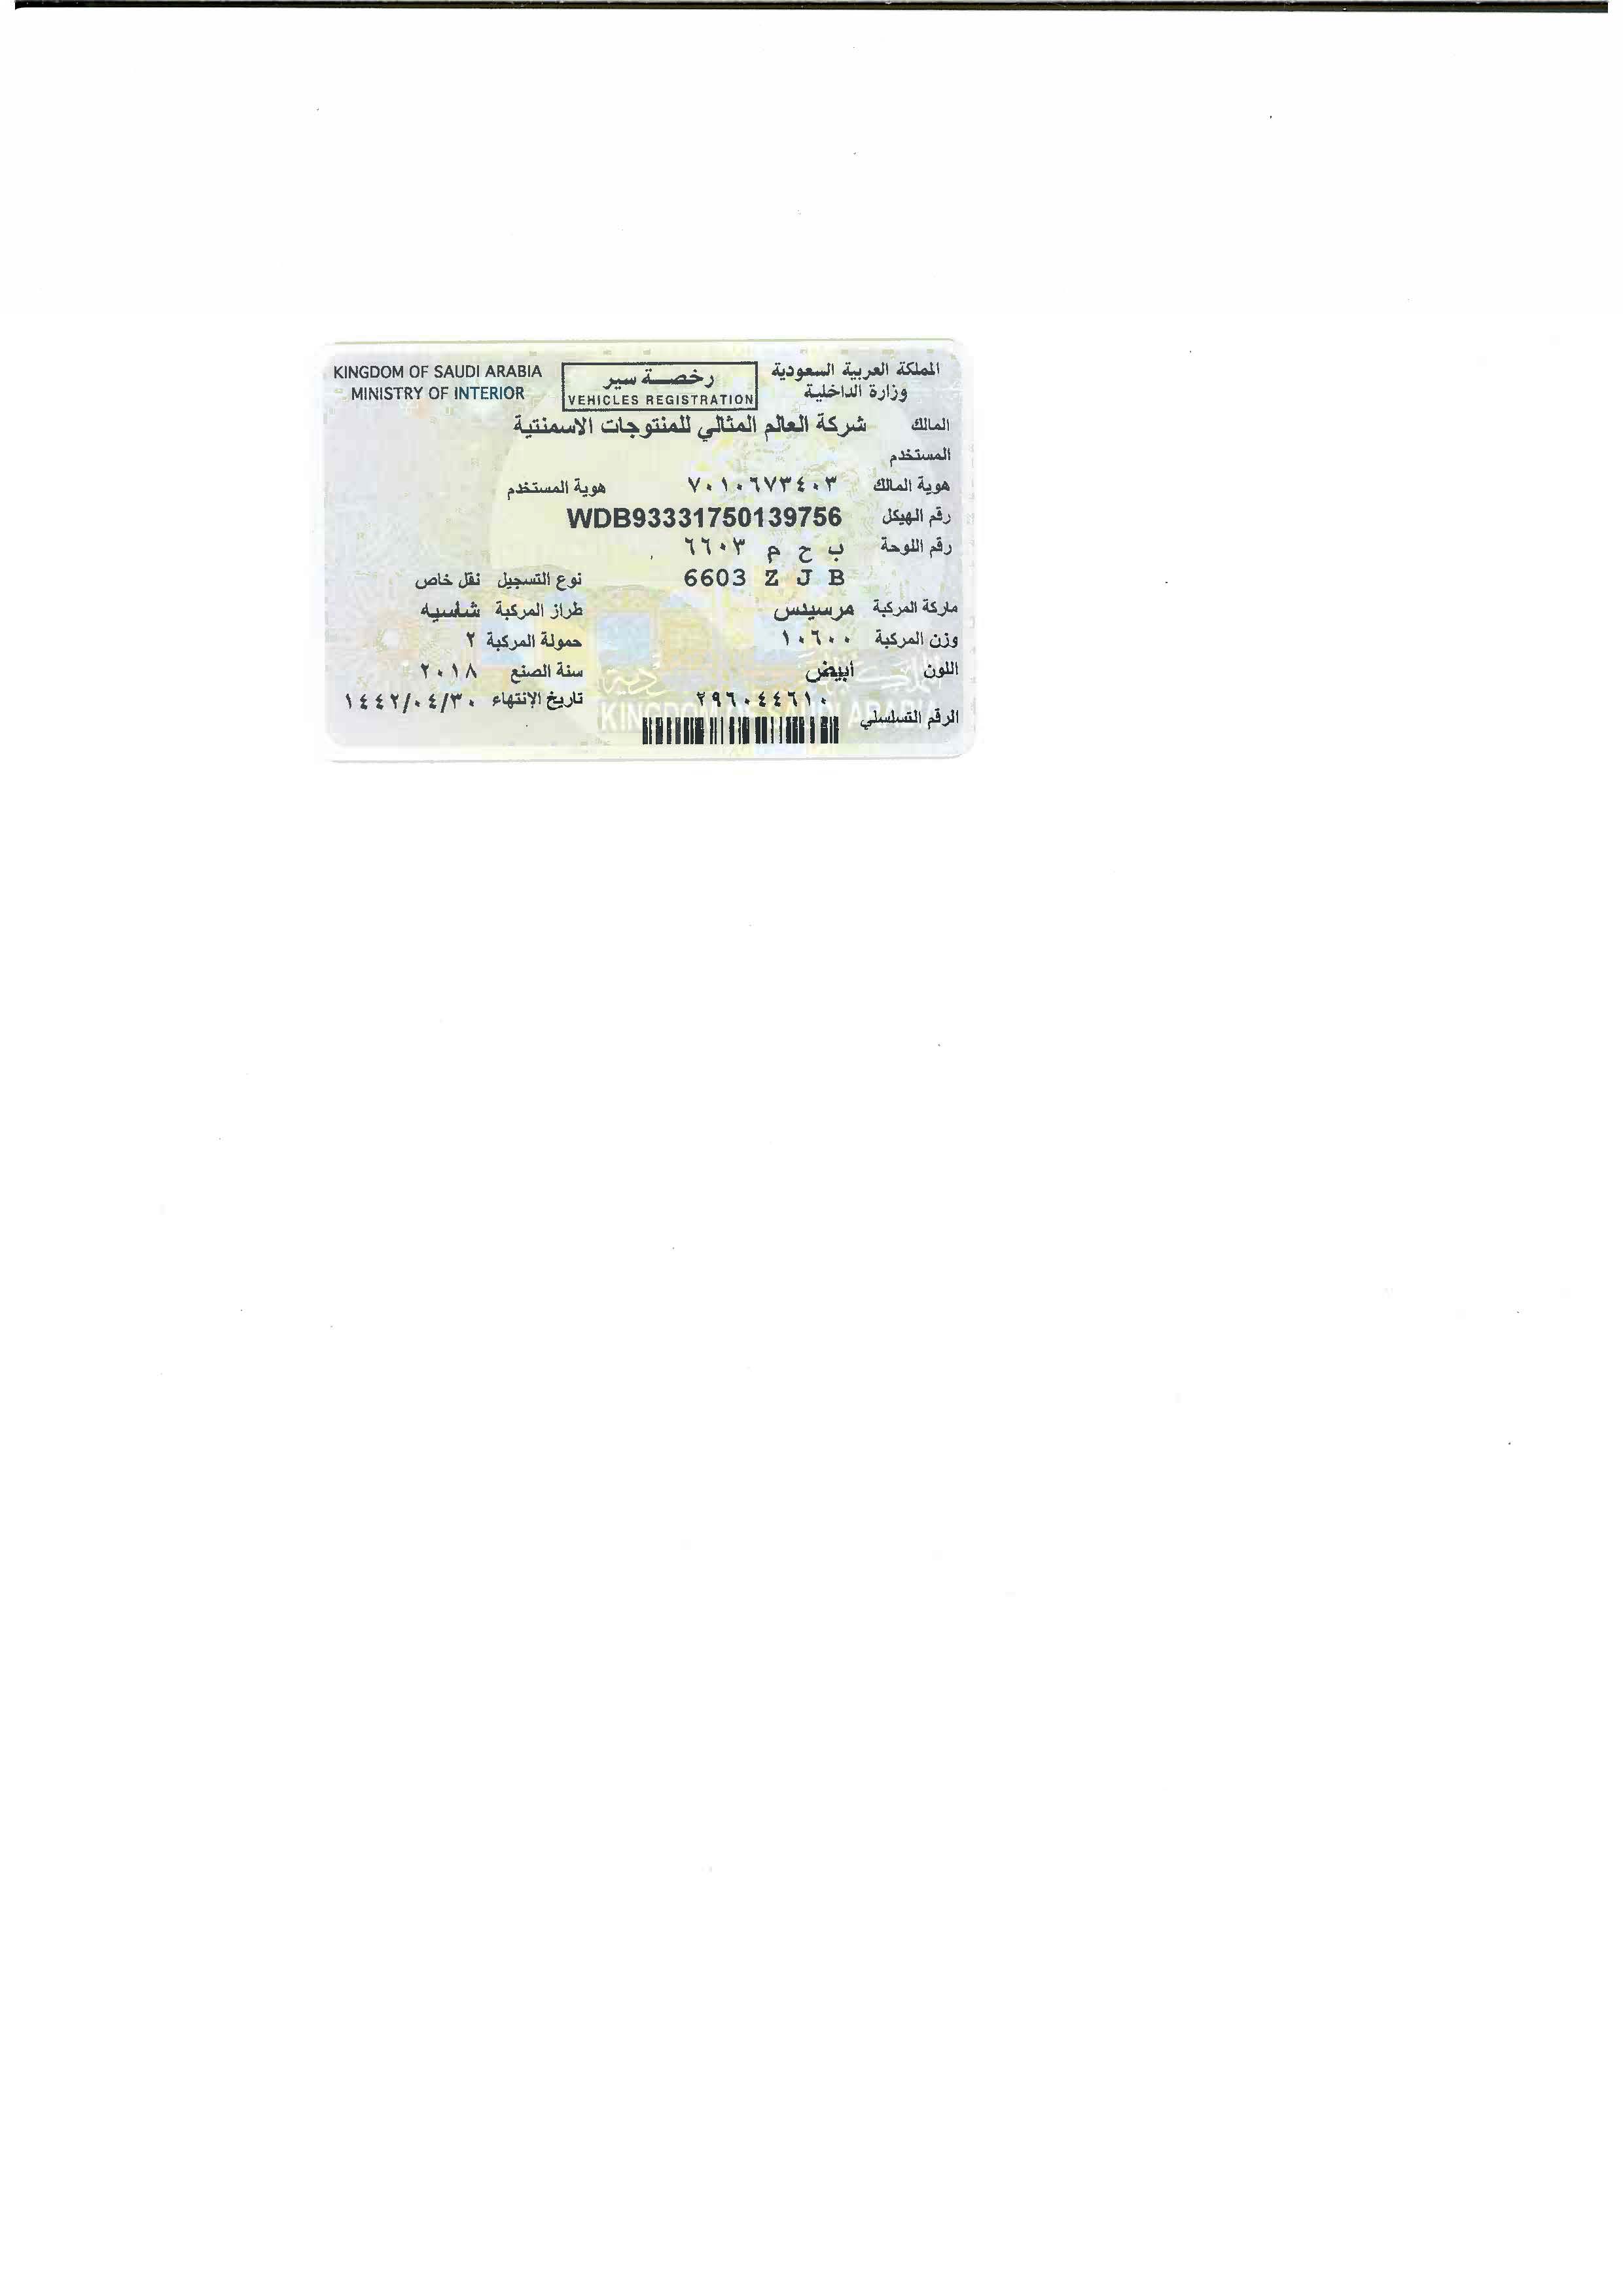 KINGDOM OF SAUDI ARABIA رخصة سير المملكة العربية السعودية
MINISTRY OF INTERIOR VEHICLES REGISTRATION وزارة الداخلية
المالك شركة العالم المثالي للمنتوجات الاسمنتية
المستخدم
هوية المالك ٧٠١٠٦٧٣٤٠٣ هوية المستخدم
رقم الهيكل WDB93331750139756
رقم اللوحة ب ح م ٦٦٠٣
6603 Z J B نوع التسجيل نقل خاص
ماركة المركبة مرسيدس طراز المركبة شاسيه
وزن المركبة ١٠٦٠٠ حمولة المركبة ٢
اللون ابيض سنة الصنع ٢٠١٨
٢٩٦٠٤٤٦١٠ تاريخ الإنتهاء ١٤٤٢/٠٤/٣٠
الرقم التسلسلي
KINGDOM OF SAUDI ARABIA